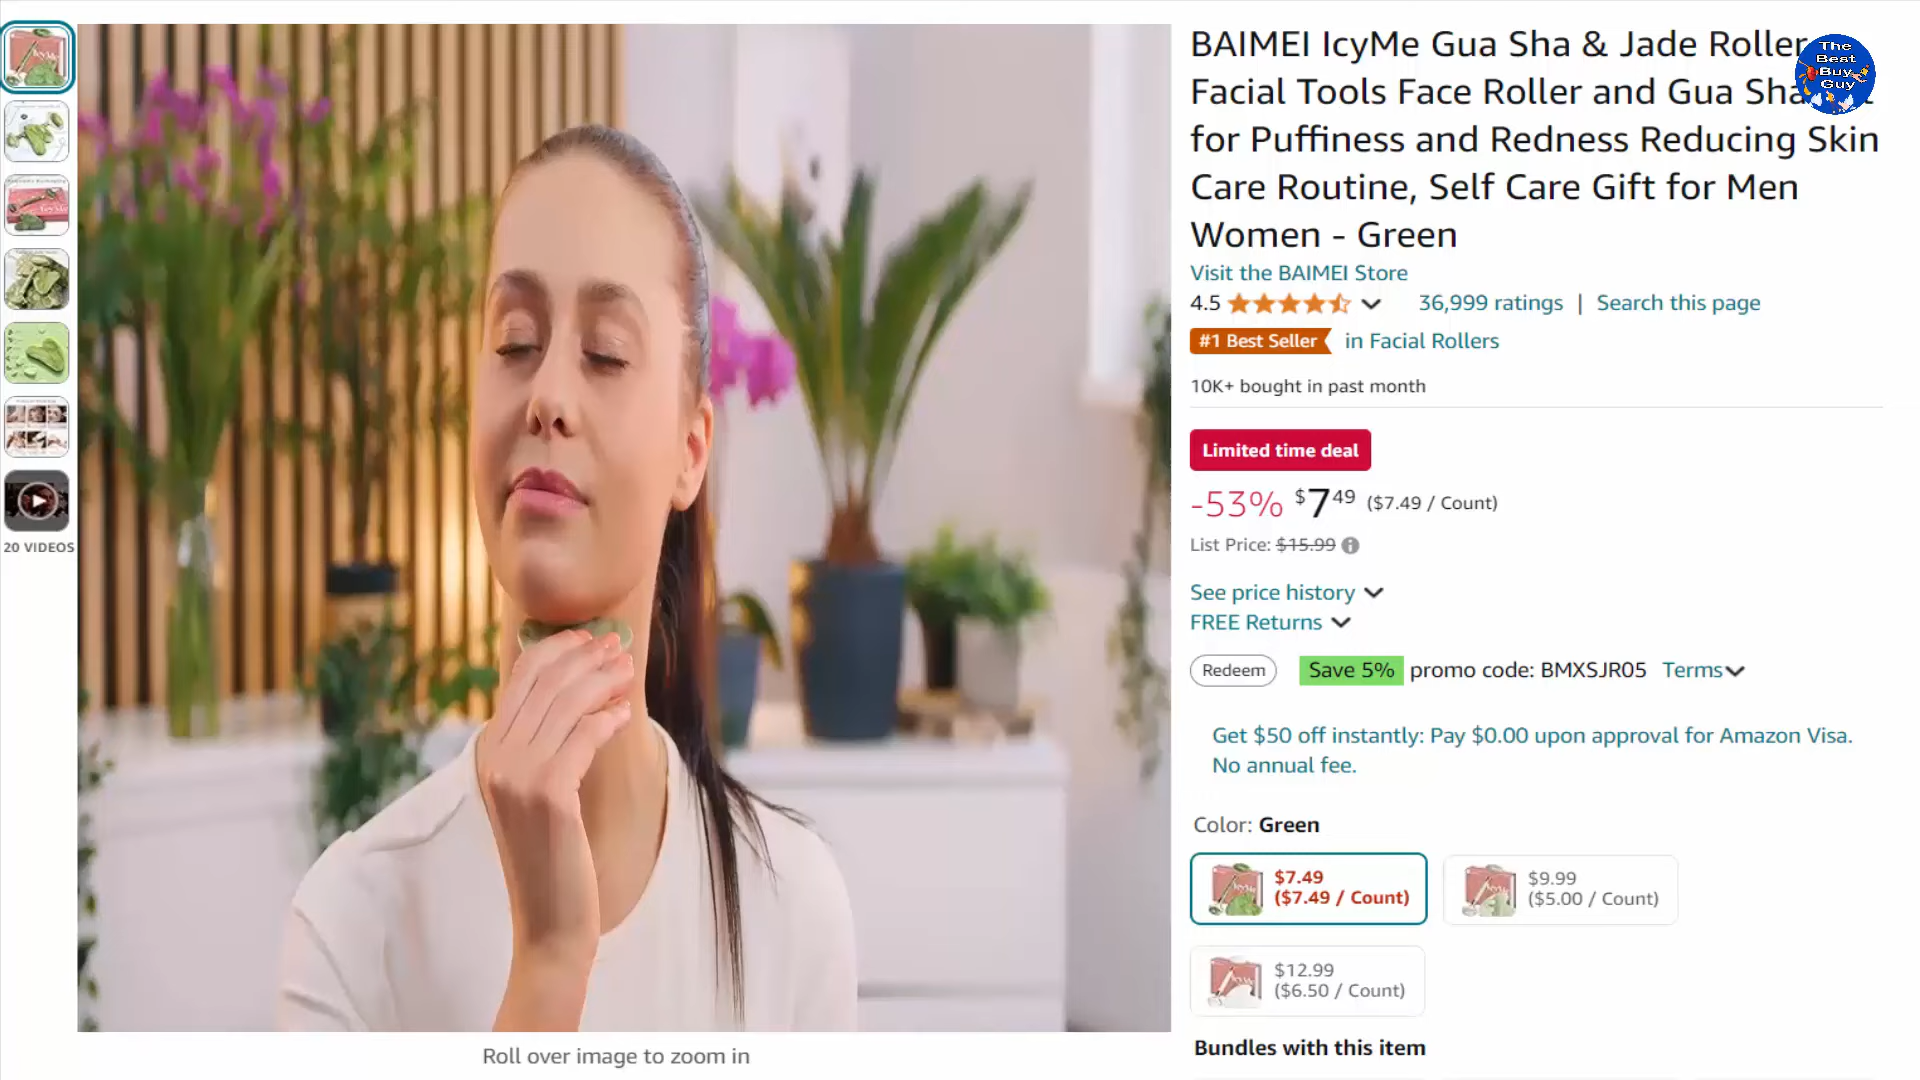 BAIMEI IcyMe Gua Sha & Jade Roller
Facial Tools Face Roller and Gua Sha
for Puffiness and Redness Reducing Skin
Care Routine, Self Care Gift for Men
Women - Green
The
Beat
Buy
Guy
Visit the BAIMEI Store
4.5 36,999 ratings | Search this page
#1 Best Seller in Facial Rollers
10K+ bought in past month
Limited time deal
-53% $7 49 ($7.49 / Count)
List Price: $15.99
See price history
FREE Returns
Redeem Save 5% promo code: BMXSJR05 Terms
Get $50 off instantly: Pay $0.00 upon approval for Amazon Visa.
No annual fee.
Color: Green
$7.49
($7.49 / Count)
$9.99
($5.00 / Count)
$12.99
($6.50 / Count)
Bundles with this item
20 VIDEOS
Roll over image to zoom in